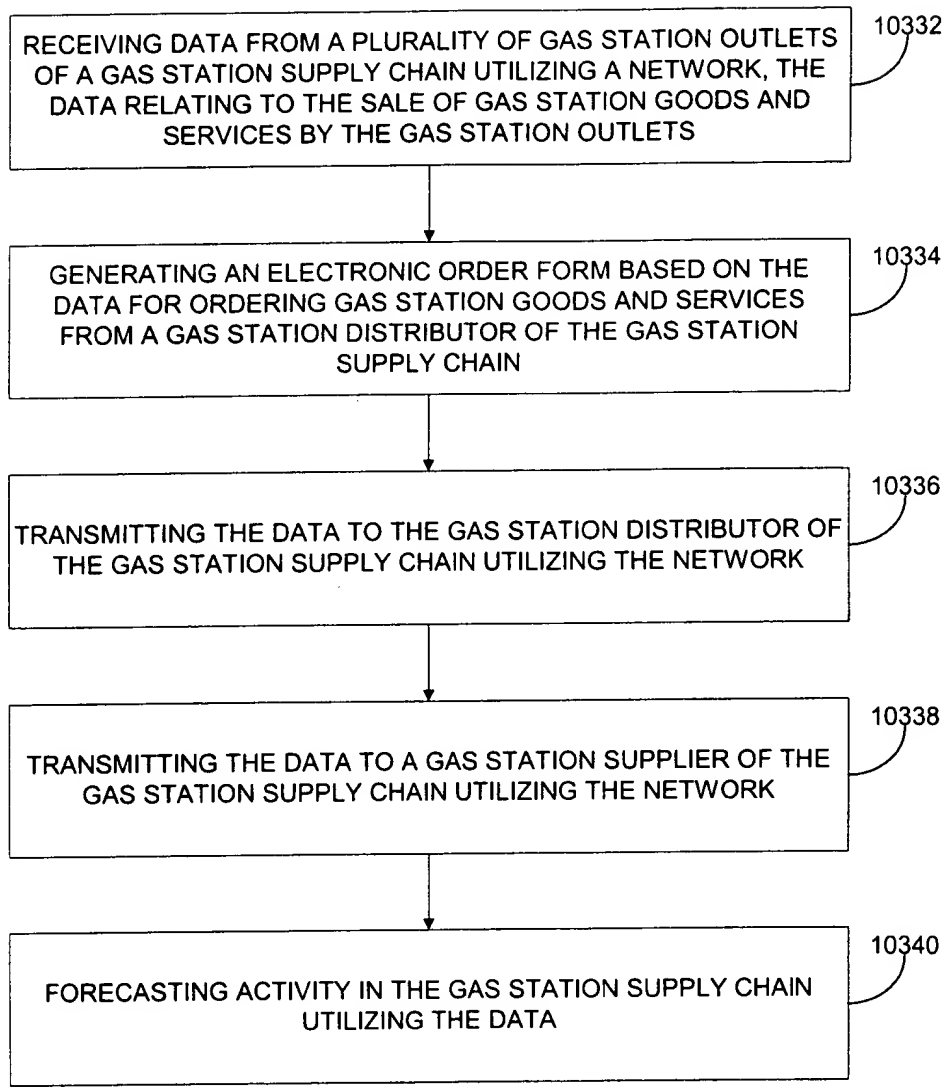 10332
RECEIVING DATA FROM A PLURALITY OF GAS STATION OUTLETS
OF A GAS STATION SUPPLY CHAIN UTILIZING A NETWORK, THE
DATA RELATING TO THE SALE OF GAS STATION GOODS AND
SERVICES BY THE GAS STATION OUTLETS
10334
GENERATING AN ELECTRONIC ORDER FORM BASED ON THE
DATA FOR ORDERING GAS STATION GOODS AND SERVICES
FROM A GAS STATION DISTRIBUTOR OF THE GAS STATION
SUPPLY CHAIN
10336
TRANSMITTING THE DATA TO THE GAS STATION DISTRIBUTOR OF
THE GAS STATION SUPPLY CHAIN UTILIZING THE NETWORK
10338
TRANSMITTING THE DATA TO A GAS STATION SUPPLIER OF THE
GAS STATION SUPPLY CHAIN UTILIZING THE NETWORK
10340
FORECASTING ACTIVITY IN THE GAS STATION SUPPLY CHAIN
UTILIZING THE DATA